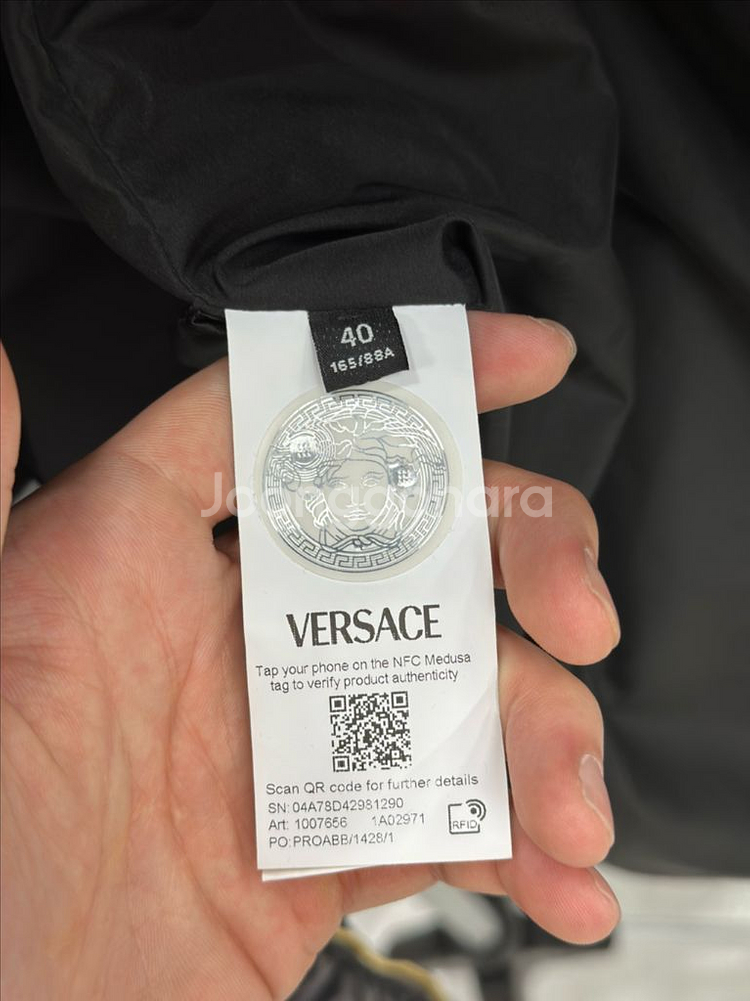 40
165/88A
Joonggonara
VERSACE
Tap your phone on the NFC Medusa
tag to verify product authenticity
Scan QR code for further details
SN: 04A78D42981290
Art: 1007656 1A02971
PO:PROABB/1428/1
RFID